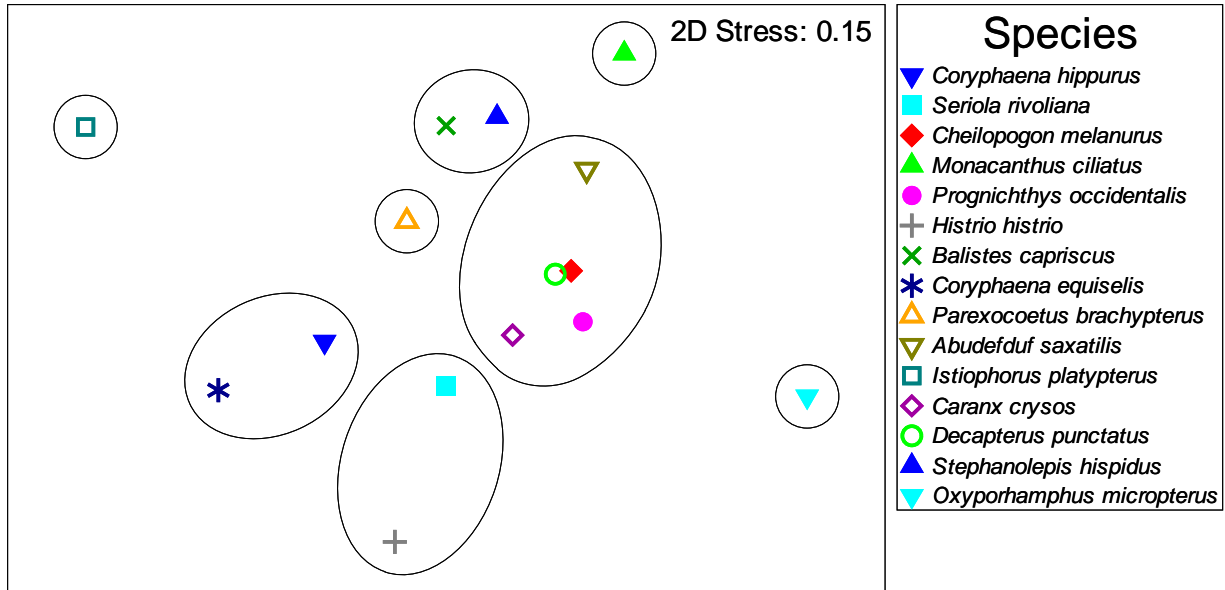 2D Stress: 0.15
Species
Coryphaena hippurus
Seriola rivoliana
Cheilopogon melanurus
Monacanthus ciliatus
Prognichthys occidentalis
Histrio histrio
Balistes capriscus
Coryphaena equiselis
Parexocoetus brachypterus
Abudefduf saxatilis
Istiophorus platypterus
Caranx crysos
Decapterus punctatus
Stephanolepis hispidus
Oxyporhamphus micropterus